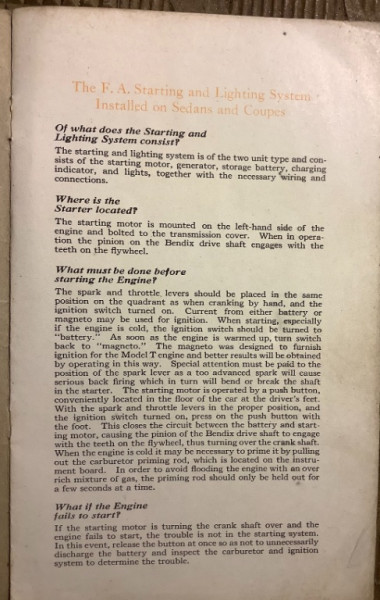 The F. A. Starting and Lighting System
Installed on Sedans and Coupes
Of what does the Starting and
Lighting System consist?
The starting and lighting system is of the two unit type and con-
sists of the starting motor, generator, storage battery, charging
indicator, and lights, together with the necessary wiring and
connections.
Where is the
Starter located?
The starting motor is mounted on the left-hand side of the
engine and bolted to the transmission cover. When in opera-
tion the pinion on the Bendix drive shaft engages with the
teeth on the flywheel.
What must be done before
starting the Engine?
The spark and throttle levers should be placed in the same
position on the quadrant as when cranking by hand, and the
ignition switch turned on. Current from either battery or
magneto may be used for ignition. When starting, especially
if the engine is cold, the ignition switch should be turned to
"battery." As soon as the engine is warmed up, turn switch
back to "magneto." The magneto was designed to furnish
ignition for the Model T engine and better results will be obtained
by operating in this way. Special attention must be paid to the
position of the spark lever as a too advanced spark will cause
serious back firing which in turn will bend or break the shaft
in the starter. The starting motor is operated by a push button,
conveniently located in the floor of the car at the driver's feet.
With the spark and throttle levers in the proper position, and
the ignition switch turned on, press on the push button with
the foot. This closes the circuit between the battery and start-
ing motor, causing the pinion of the Bendix drive shaft to engage
with the teeth on the flywheel, thus turning over the crank shaft.
When the engine is cold it may be necessary to prime it by pulling
out the carburetor priming rod, which is located on the instru-
ment board. In order to avoid flooding the engine with an over
rich mixture of gas, the priming rod should only be held out for
a few seconds at a time.
What if the Engine
fails to start?
If the starting motor is turning the crank shaft over and the
engine fails to start, the trouble is not in the starting system.
In this event, release the button at once so as not to unnecessarily
discharge the battery and inspect the carburetor and ignition
system to determine the trouble.